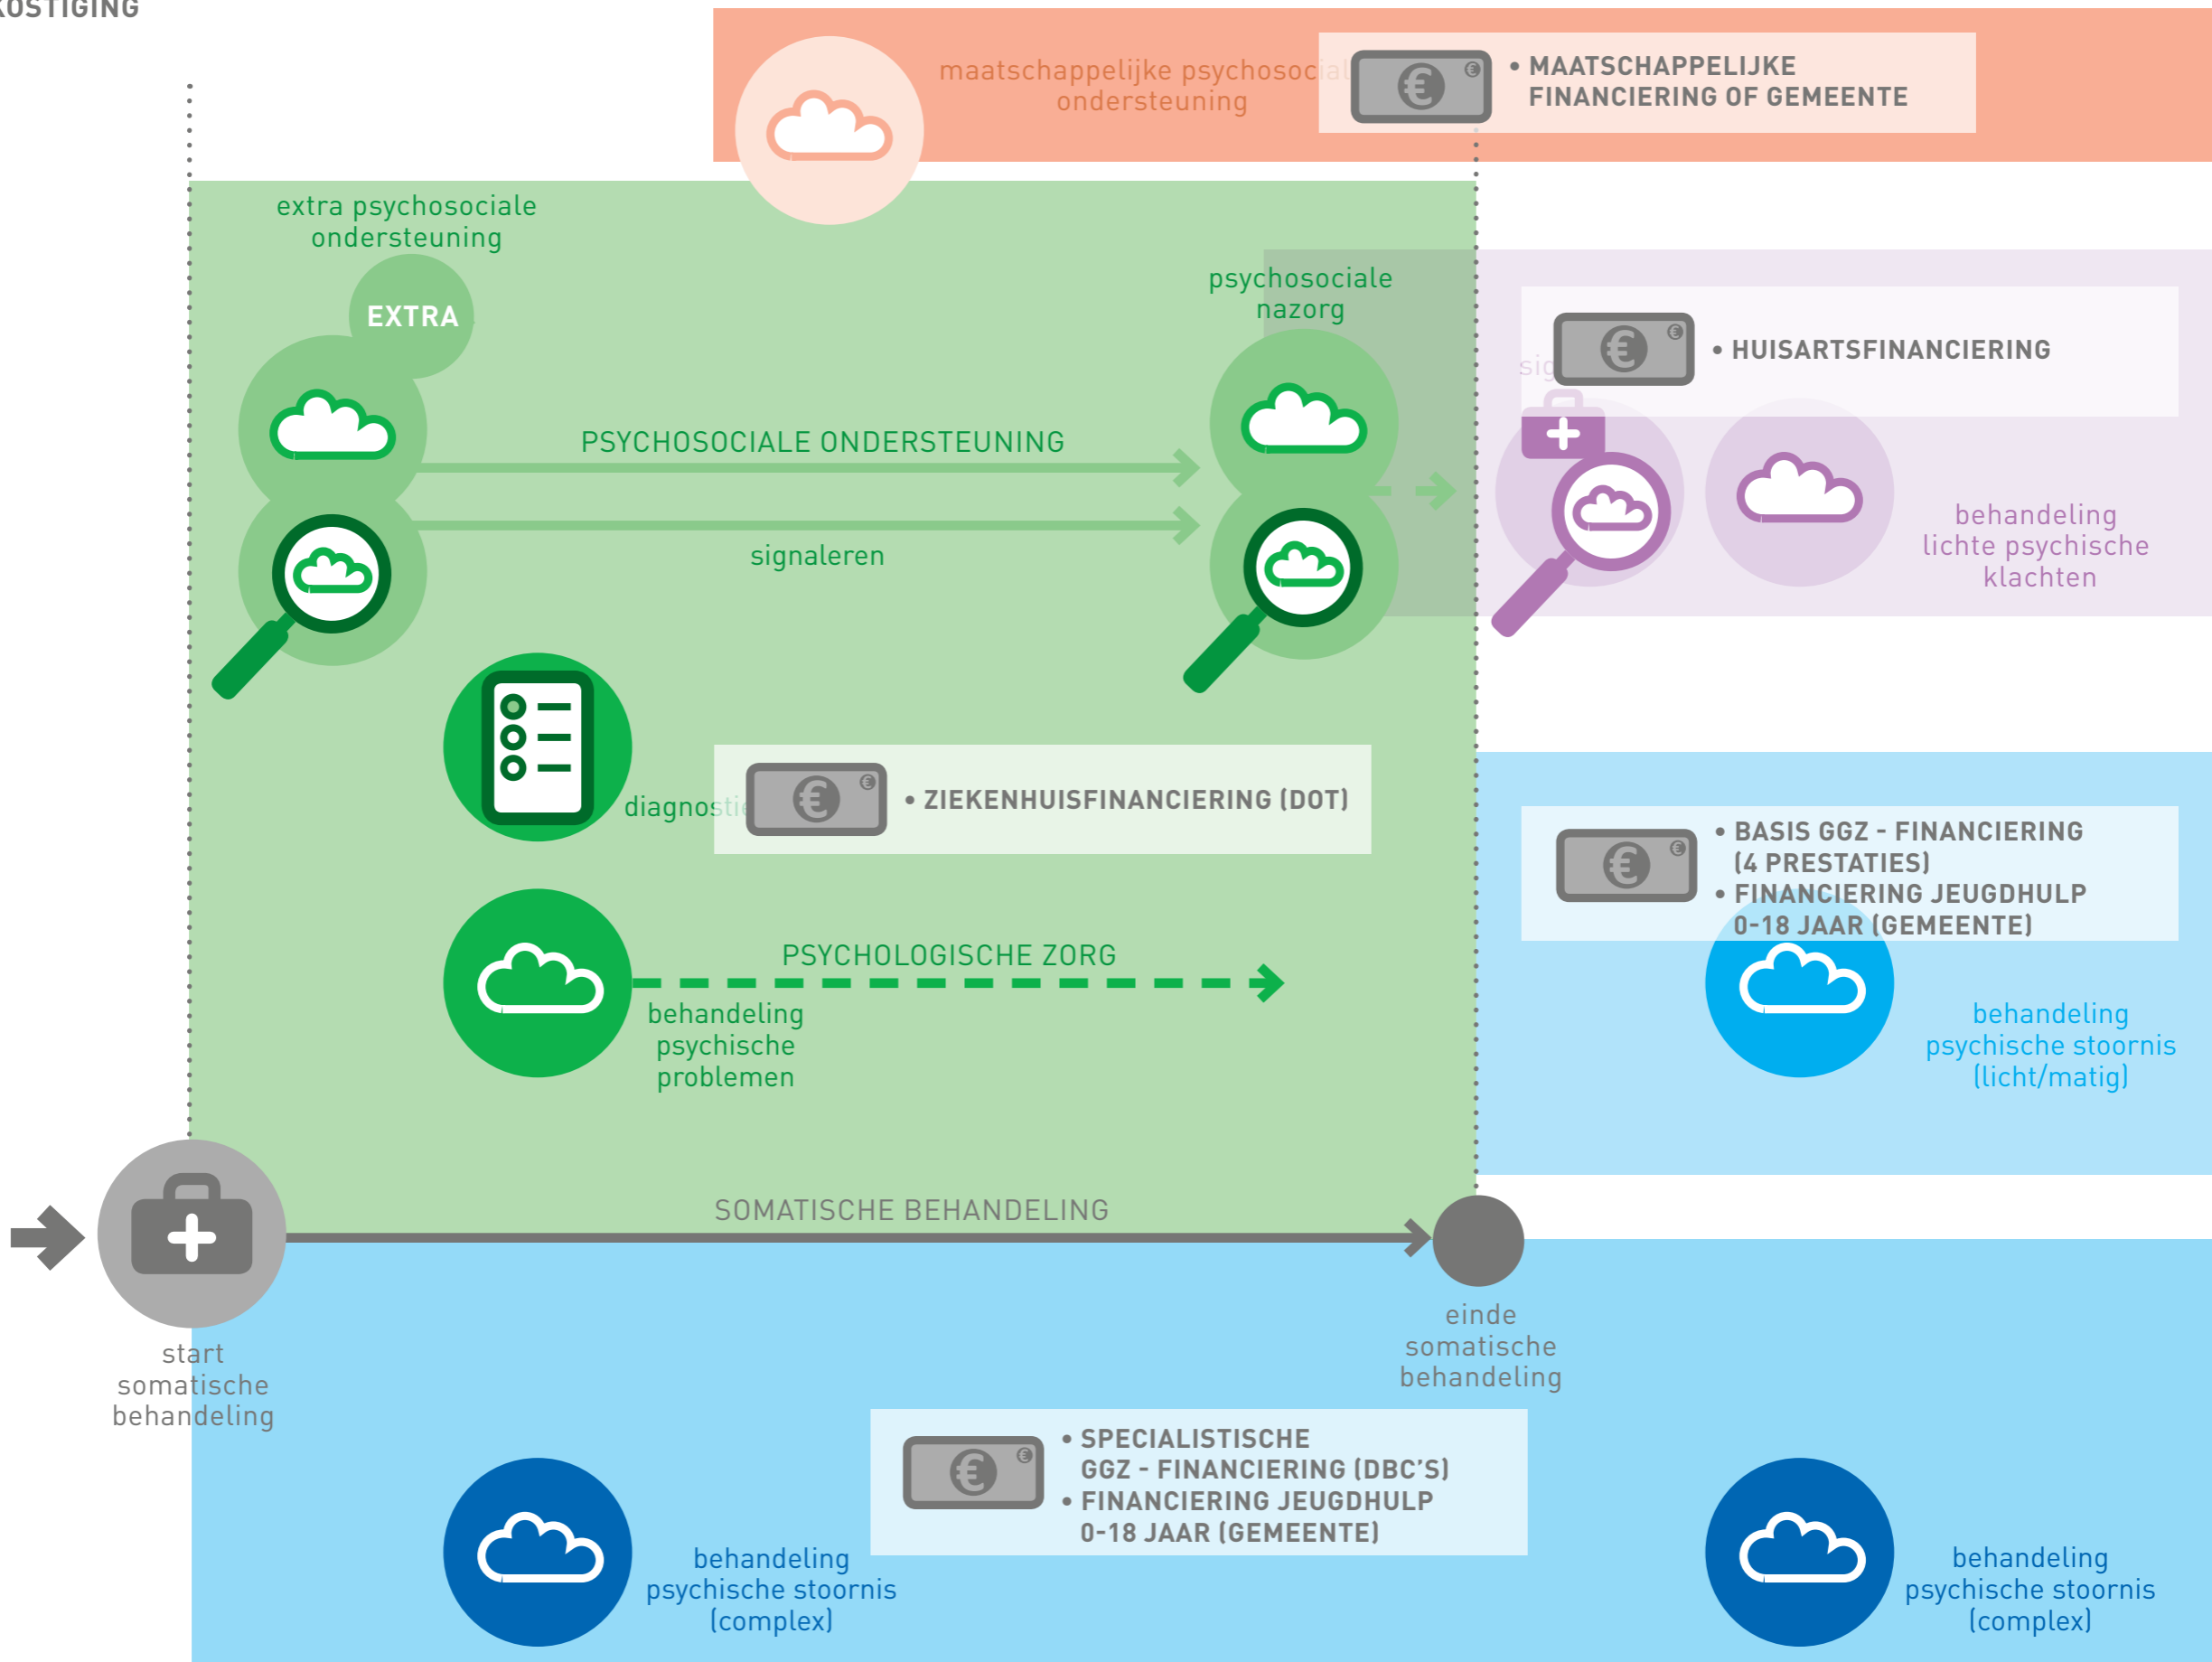 maatschappelijke psychosocial
ondersteuning
• MAATSCHAPPELIJKE
FINANCIERING OF GEMEENTE
extra psychosociale
ondersteuning
EXTRA
psychosociale
nazorg
• HUISARTSFINANCIERING
PSYCHOSOCIALE ONDERSTEUNING
signaleren
behandeling
lichte psychische
klachten
diagnostie
• ZIEKENHUISFINANCIERING (DOT)
• BASIS GGZ - FINANCIERING
(4 PRESTATIES)
• FINANCIERING JEUGDHULP
0-18 JAAR (GEMEENTE)
PSYCHOLOGISCHE ZORG
behandeling
psychische
problemen
behandeling
psychische stoornis
(licht/matig)
SOMATISCHE BEHANDELING
start
somatische
behandeling
einde
somatische
behandeling
• SPECIALISTISCHE
GGZ - FINANCIERING (DBC'S)
• FINANCIERING JEUGDHULP
0-18 JAAR (GEMEENTE)
behandeling
psychische stoornis
(complex)
behandeling
psychische stoornis
(complex)